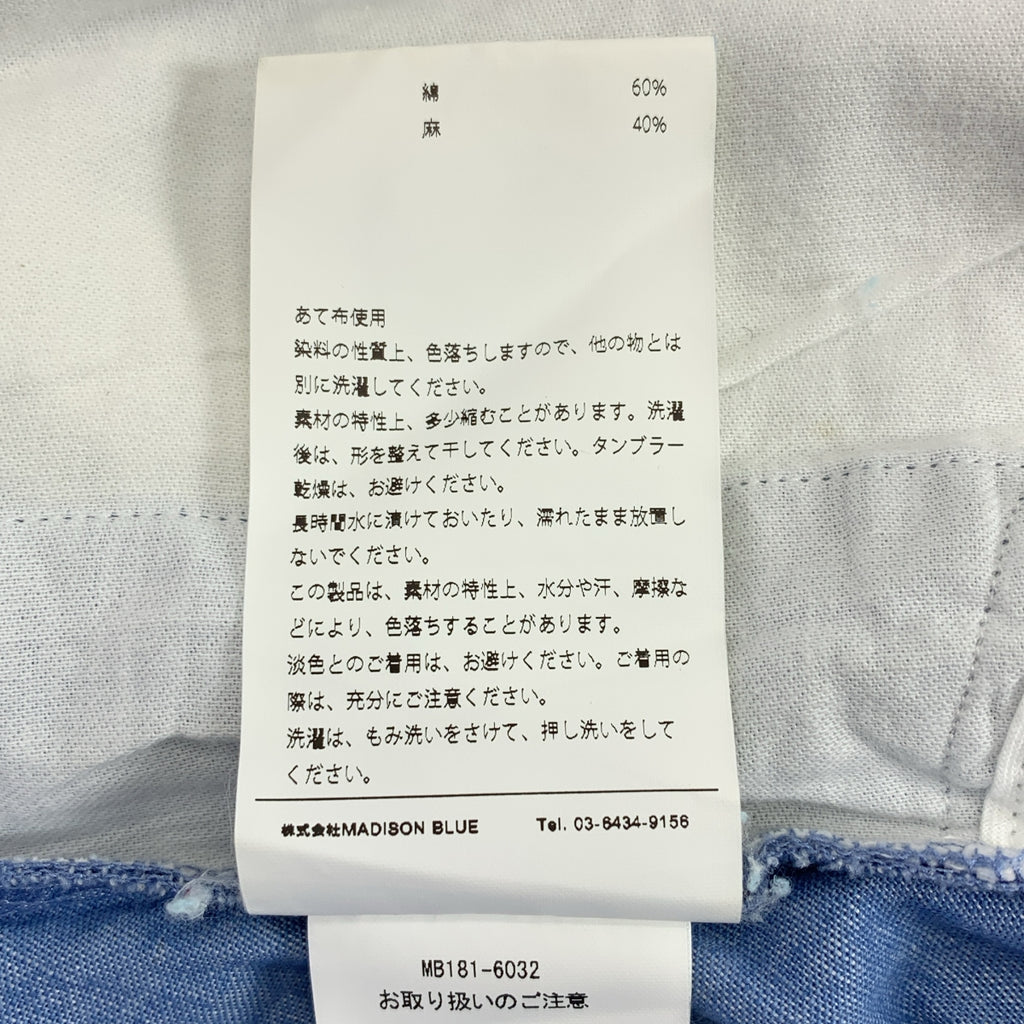 綿 60%
麻 40%
あて布使用
染料の性質上、色落ちしますので、他の物とは
別に洗濯してください。
素材の特性上、多少縮むことがあります。洗濯
後は、形を整えて干してください。タンブラー
乾燥は、お避けください。
長時間水に漬けておいたり、濡れたまま放置し
ないでください。
この製品は、素材の特性上、水分や汗、摩擦な
どにより、色落ちすることがあります。
淡色とのご着用は、お避けください。ご着用の
際は、充分にご注意ください。
洗濯は、もみ洗いをさけて、押し洗いをして
ください。
株式会社MADISON BLUE Tel. 03-6434-9156
MB181-6032
お取り扱いのご注意